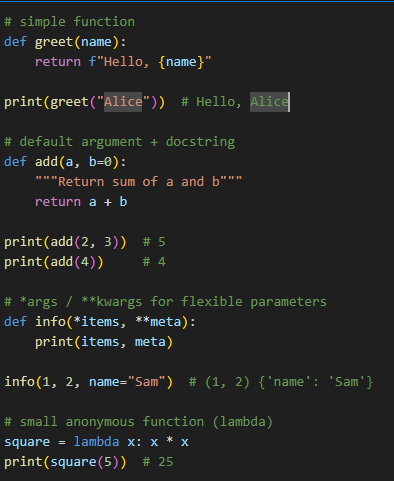 # simple function
def greet(name):
    return f"Hello, {name}"

print(greet("Alice"))  # Hello, Alice

# default argument + docstring
def add(a, b=0):
    """Return sum of a and b"""
    return a + b

print(add(2, 3))  # 5
print(add(4))     # 4

# *args / **kwargs for flexible parameters
def info(*items, **meta):
    print(items, meta)

info(1, 2, name="Sam")  # (1, 2) {'name': 'Sam'}

# small anonymous function (lambda)
square = lambda x: x * x
print(square(5))  # 25